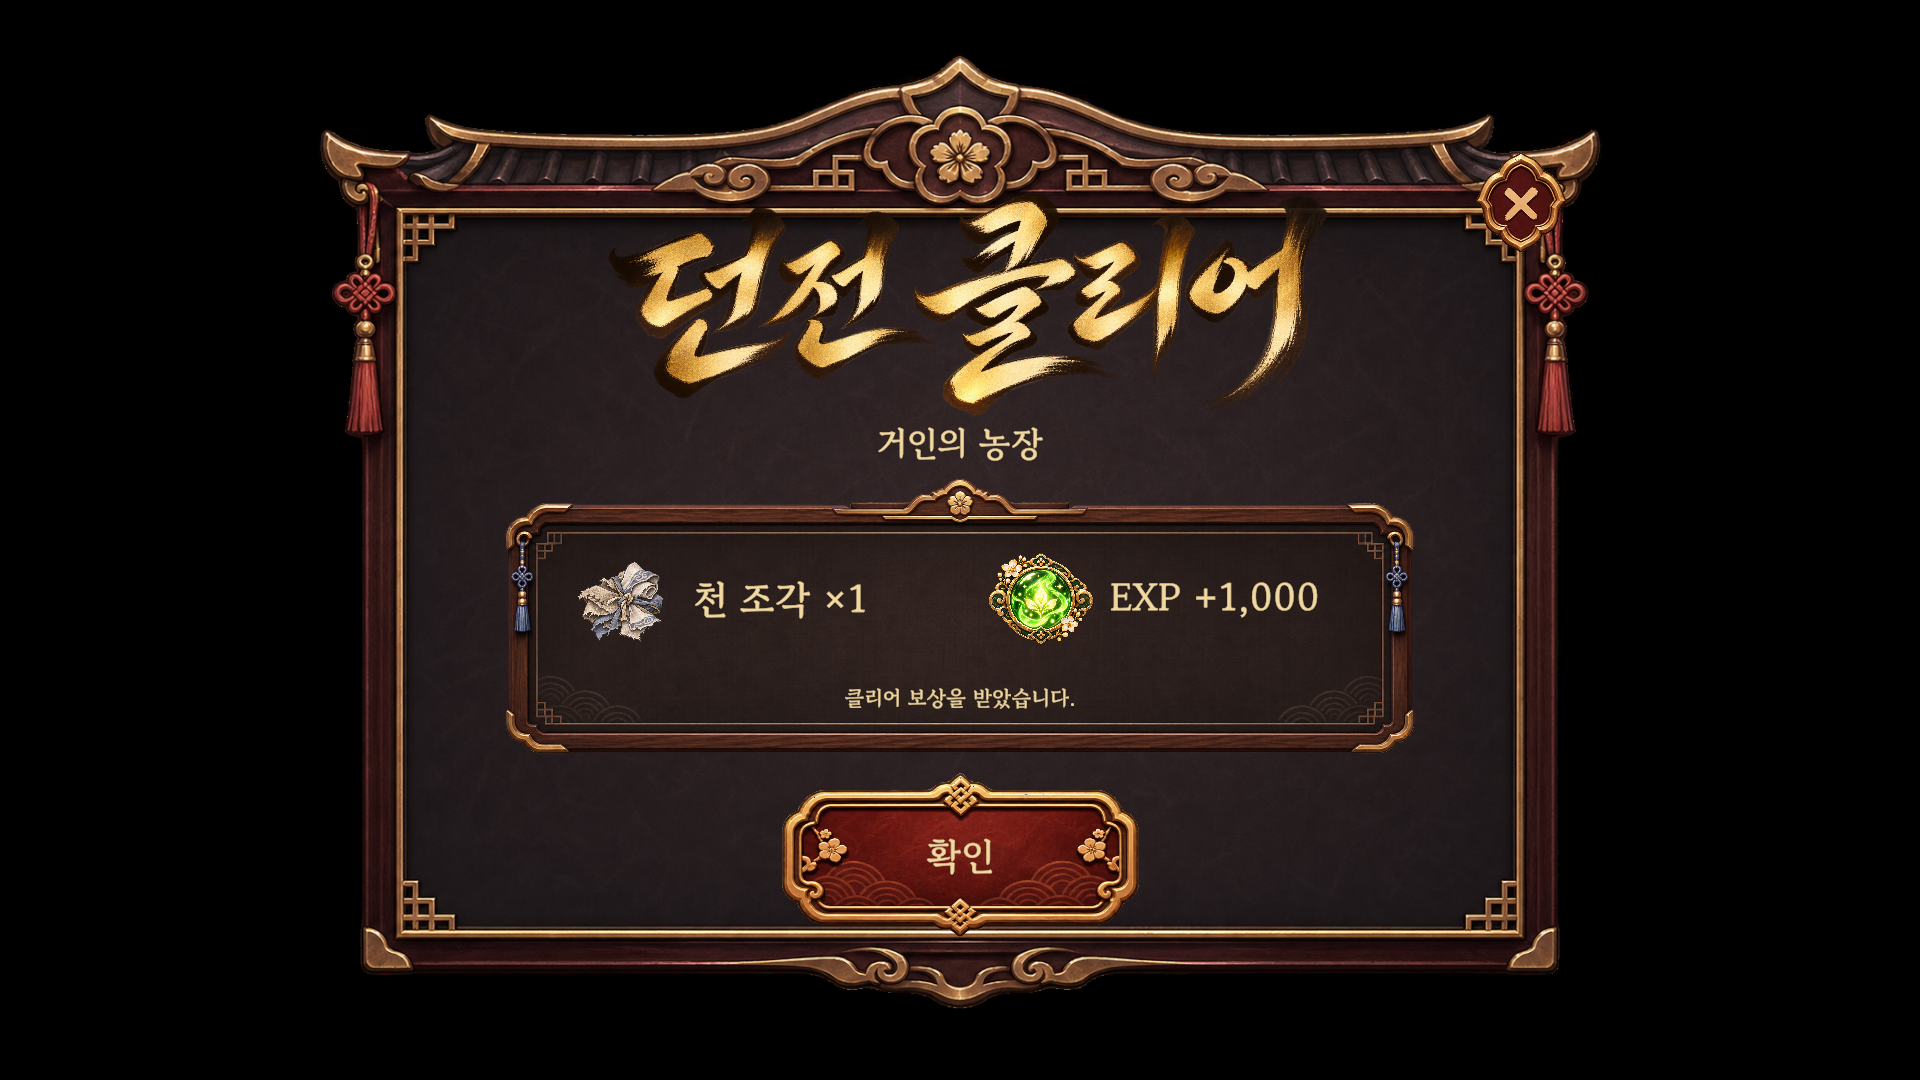 던전 클리어
거인의 농장
천 조각 ×1
EXP +1,000
클리어 보상을 받았습니다.
확인